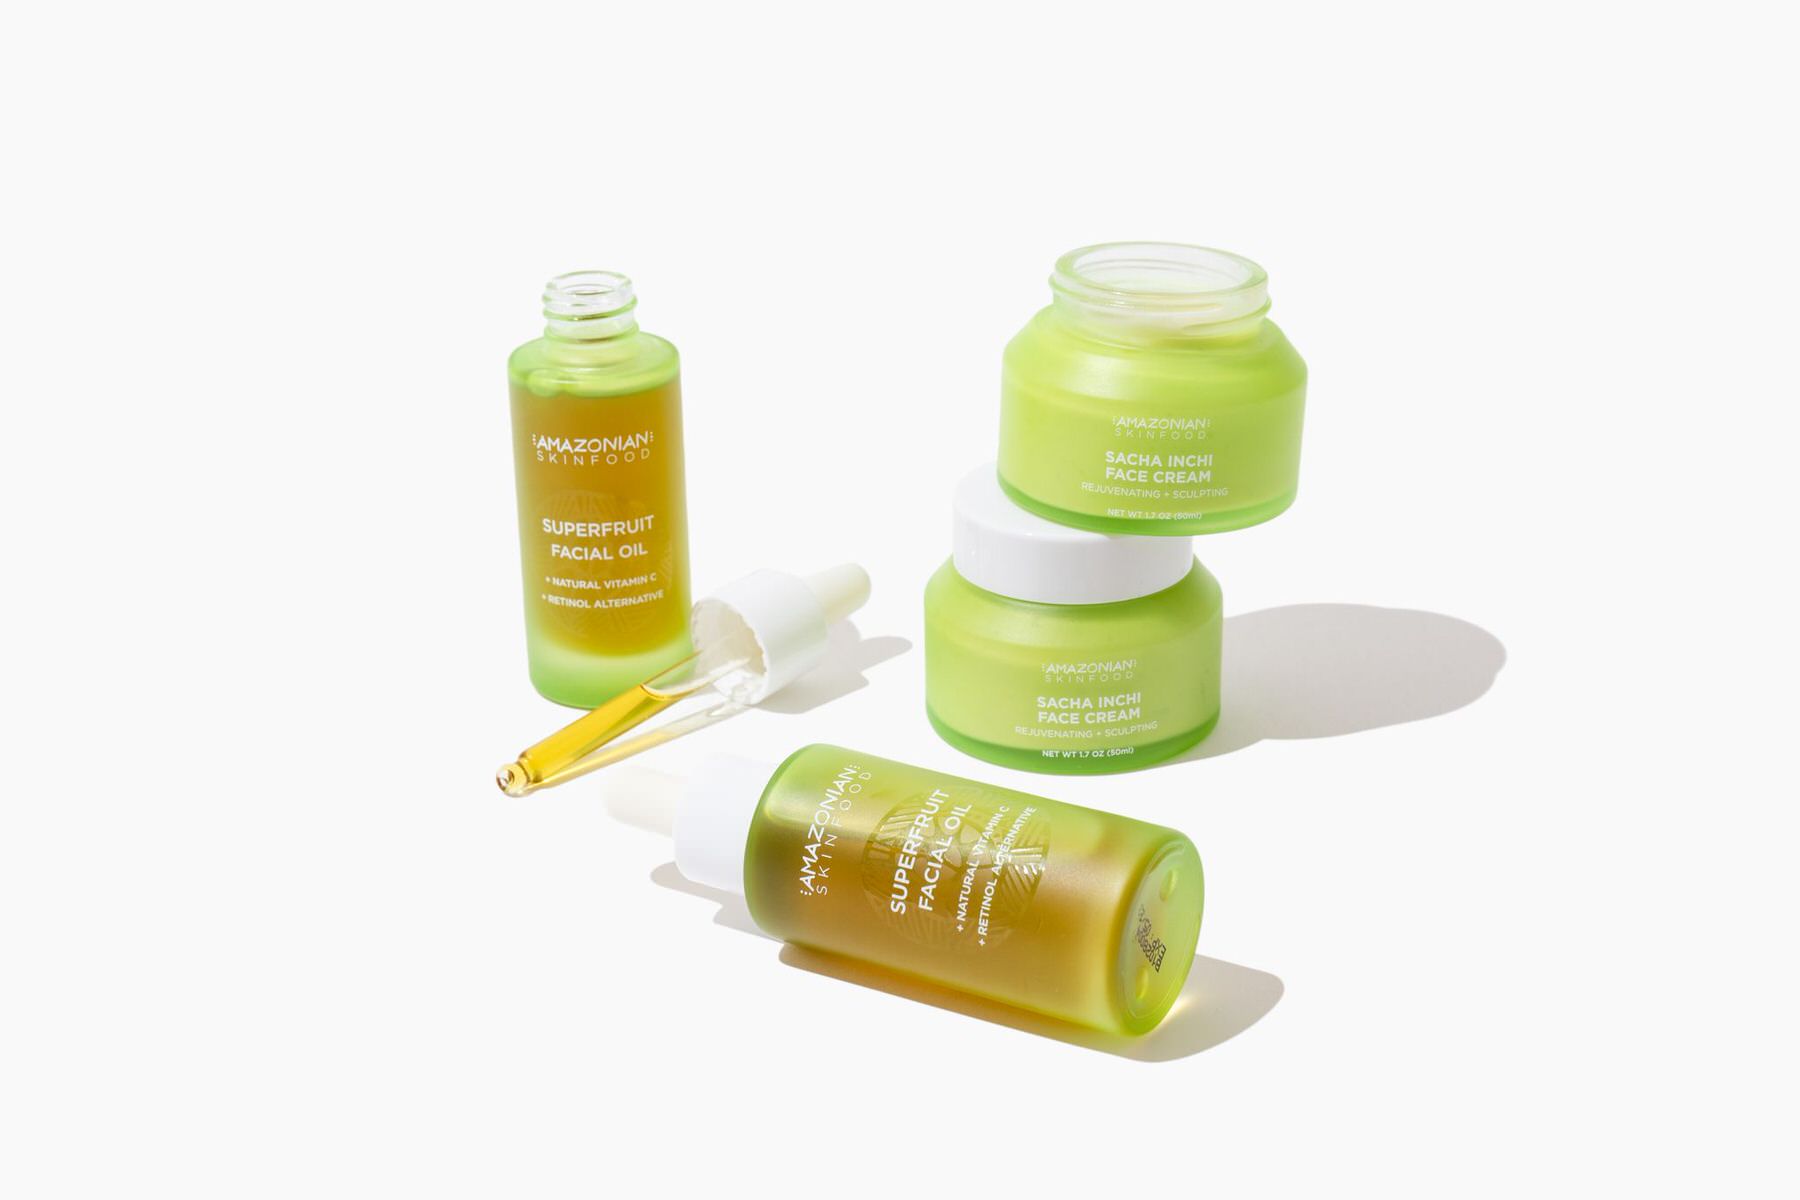 AMAZONIAN
SKINFOOD
SUPERFRUIT
FACIAL OIL
+ NATURAL VITAMIN C
+ RETINOL ALTERNATIVE
AMAZONIAN
SKINFOOD
SACHA INCHI
FACE CREAM
REJUVENATING + SCULPTING
NET WT 1.7 OZ (50ml)
AMAZONIAN
SKINFOOD
SACHA INCHI
FACE CREAM
REJUVENATING + SCULPTING
NET WT 1.7 OZ (50ml)
AMAZONIAN
SKINFOOD
SUPERFRUIT
FACIAL OIL
+ NATURAL VITAMIN C
+ RETINOL ALTERNATIVE